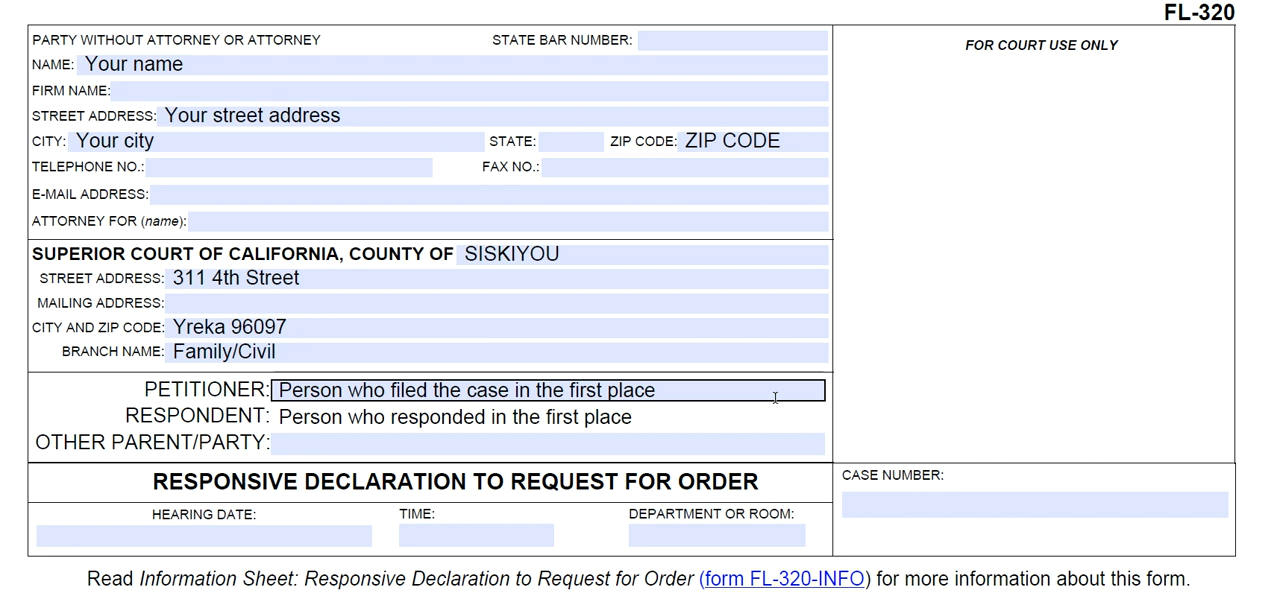 FL-320
PARTY WITHOUT ATTORNEY OR ATTORNEY STATE BAR NUMBER:
NAME: Your name
FIRM NAME:
STREET ADDRESS: Your street address
CITY: Your city STATE: ZIP CODE: ZIP CODE
TELEPHONE NO.: FAX NO.:
E-MAIL ADDRESS:
ATTORNEY FOR (name):
FOR COURT USE ONLY
SUPERIOR COURT OF CALIFORNIA, COUNTY OF SISKIYOU
STREET ADDRESS: 311 4th Street
MAILING ADDRESS:
CITY AND ZIP CODE: Yreka 96097
BRANCH NAME: Family/Civil
PETITIONER: Person who filed the case in the first place
RESPONDENT: Person who responded in the first place
OTHER PARENT/PARTY:
RESPONSIVE DECLARATION TO REQUEST FOR ORDER
HEARING DATE: TIME: DEPARTMENT OR ROOM:
CASE NUMBER:
Read Information Sheet: Responsive Declaration to Request for Order (form FL-320-INFO) for more information about this form.